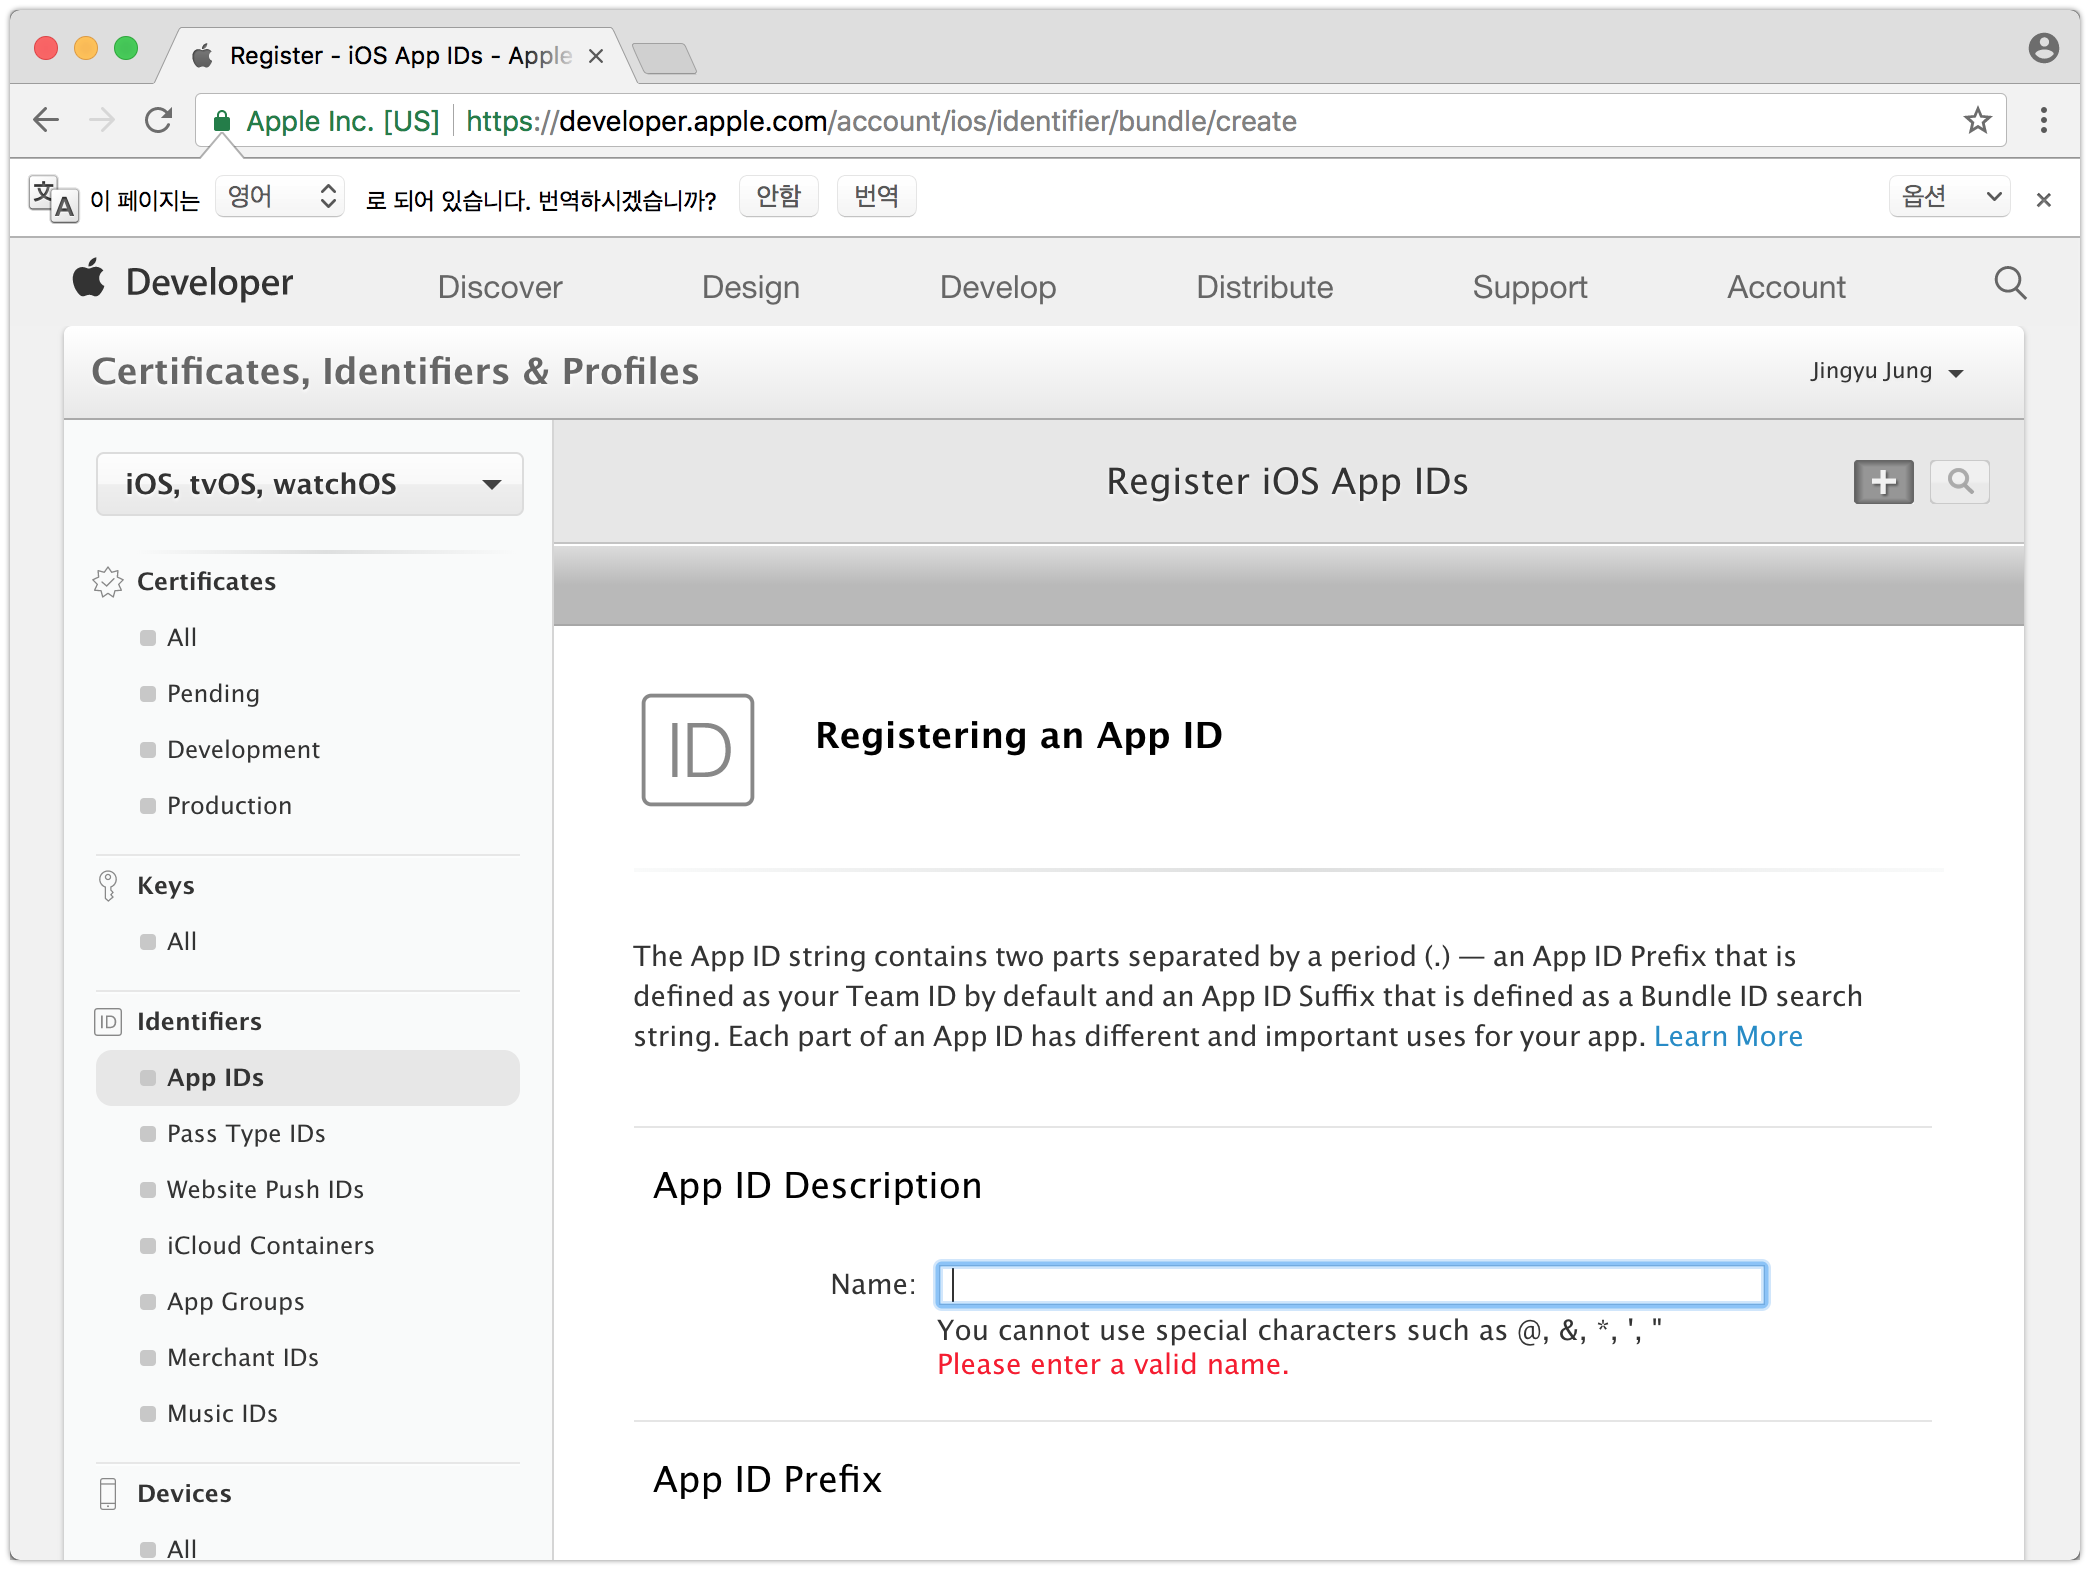 Register - iOS App IDs - Apple
Apple Inc. [US] https://developer.apple.com/account/ios/identifier/bundle/create
文A 이 페이지는 영어 로 되어 있습니다. 번역하시겠습니까? 안함 번역 옵션
Developer Discover Design Develop Distribute Support Account
Certificates, Identifiers & Profiles
Jingyu Jung
iOS, tvOS, watchOS
Certificates
All
Pending
Development
Production
Keys
All
ID Identifiers
App IDs
Pass Type IDs
Website Push IDs
iCloud Containers
App Groups
Merchant IDs
Music IDs
Devices
All
Register iOS App IDs
ID
Registering an App ID
The App ID string contains two parts separated by a period (.) — an App ID Prefix that is
defined as your Team ID by default and an App ID Suffix that is defined as a Bundle ID search
string. Each part of an App ID has different and important uses for your app. Learn More
App ID Description
Name:
You cannot use special characters such as @, &, *, ', "
Please enter a valid name.
App ID Prefix